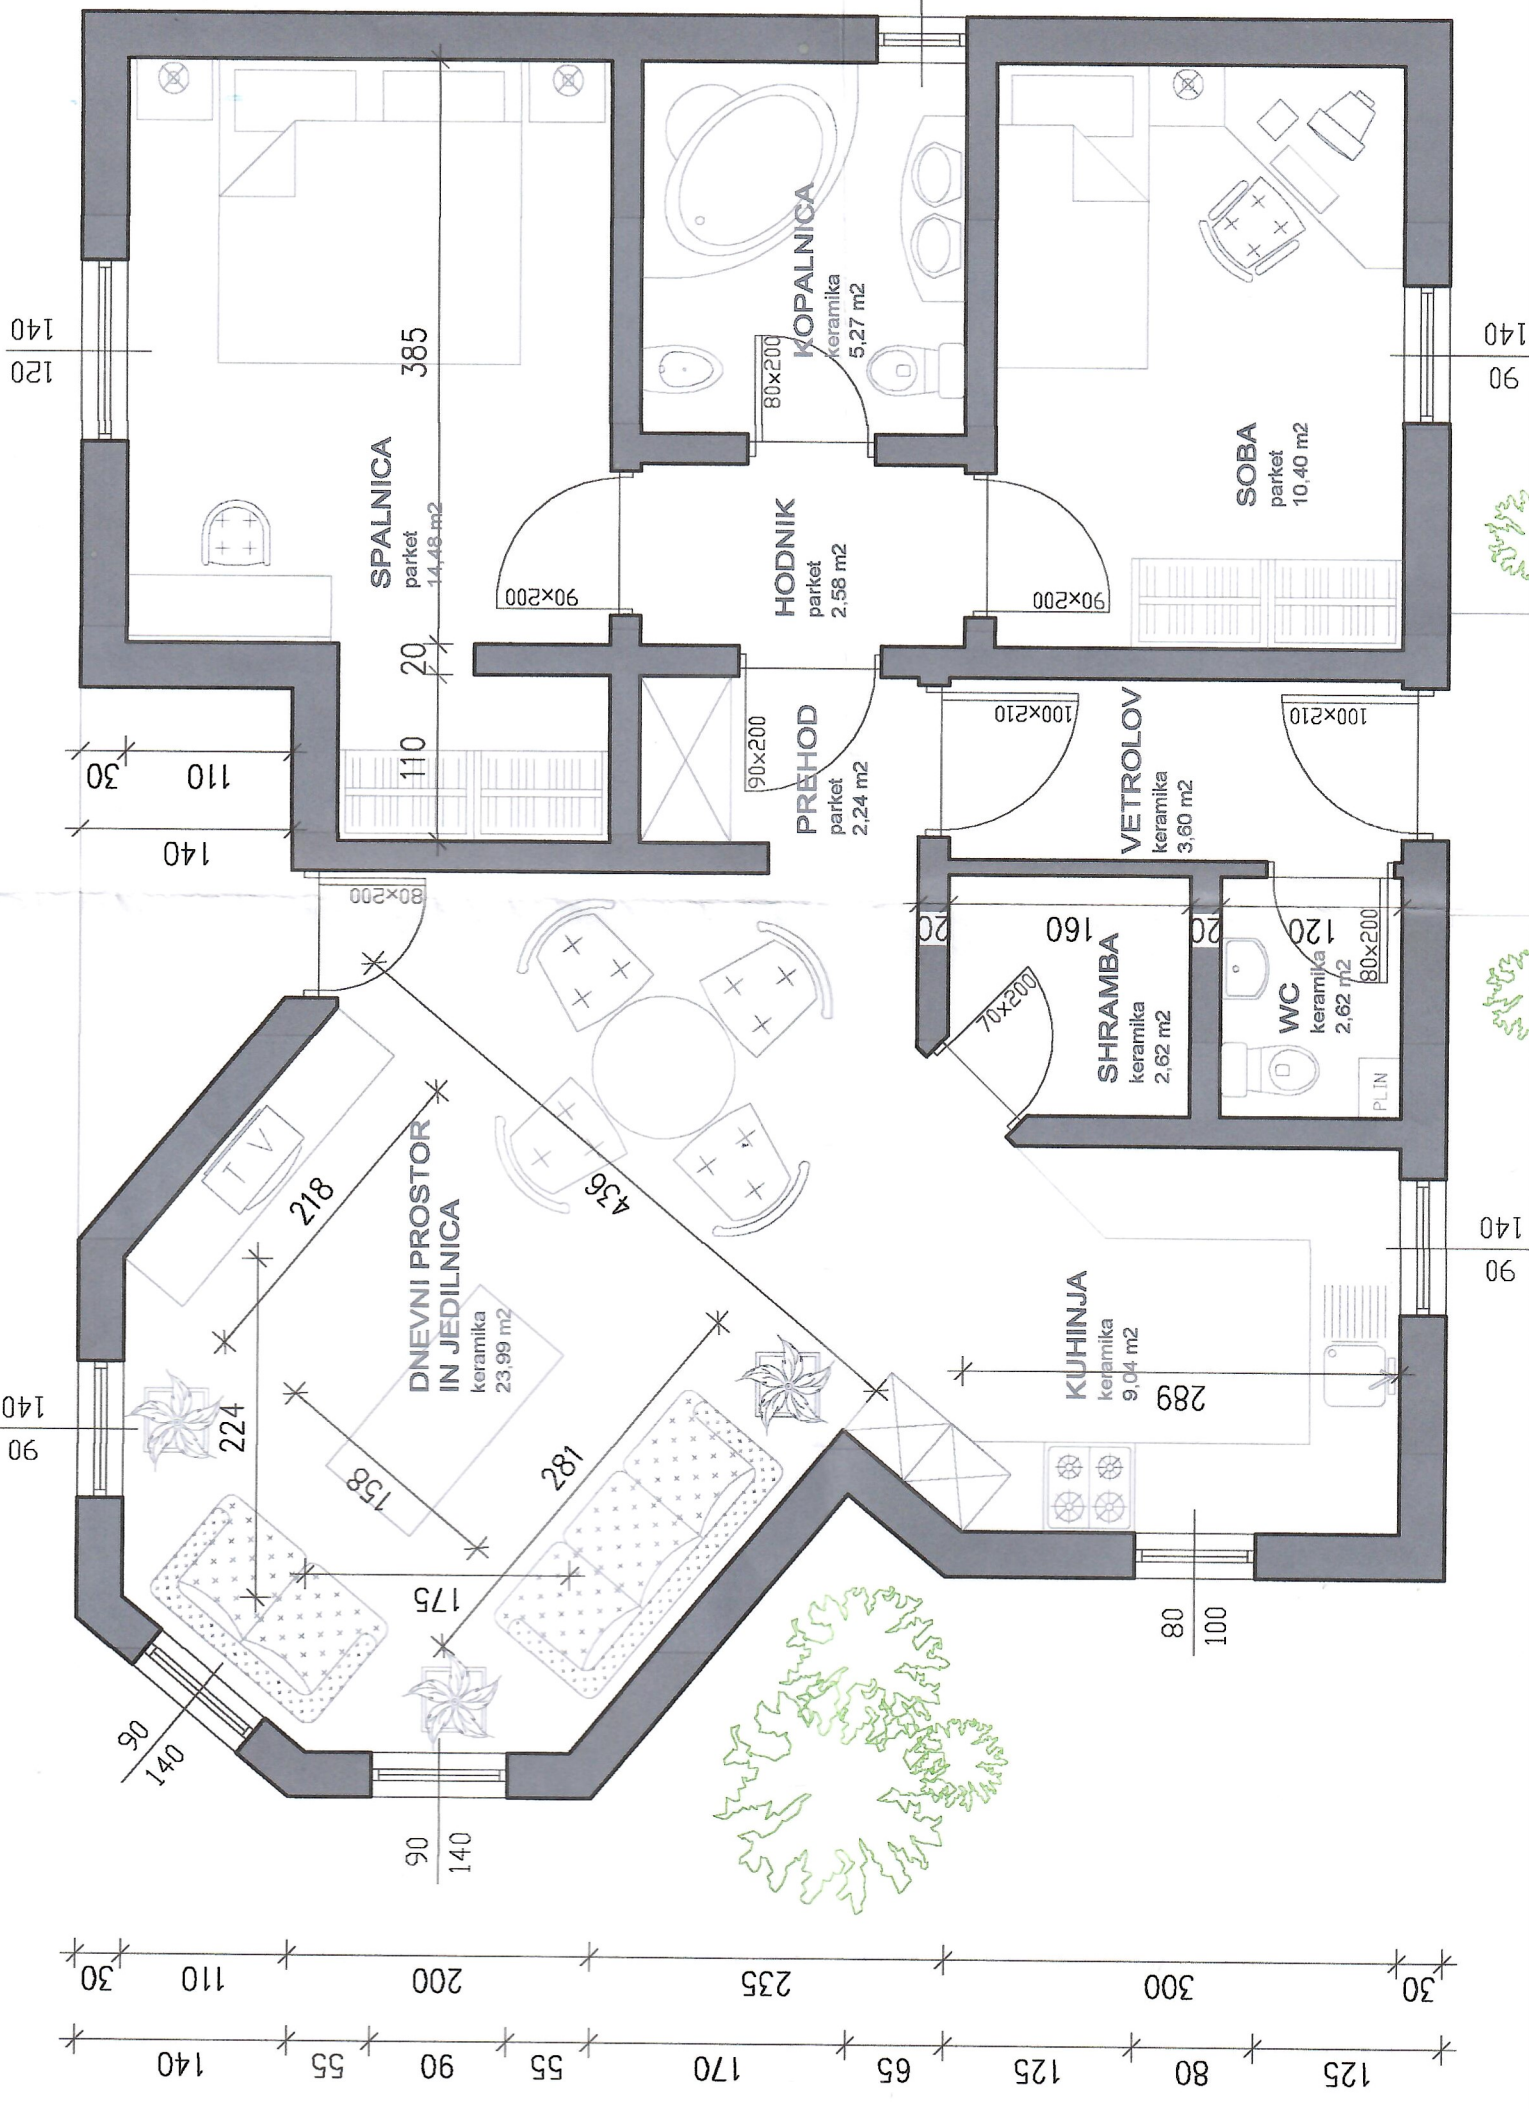 140
120
385
SPALNICA
parket
14,48 m2
90x200
KOPALNICA
keramika
5,27 m2
80x200
HODNIK
parket
2,58 m2
SOBA
parket
10,40 m2
90x200
140
90
20
110
30
110
140
PREHOD
parket
2,24 m2
90x200
VETROLOV
keramika
3,60 m2
100x210
100x210
80x200
20
160
20
120
SHRAMBA
keramika
2,62 m2
70x200
WC
keramika
2,62 m2
80x200
PLIN
TV
218
436
DNEVNI PROSTOR
IN JEDILNICA
keramika
23,99 m2
224
158
281
175
140
90
KUHINJA
keramika
9,04 m2
289
140
90
90
140
90
140
80
100
30
110
200
235
300
30
140
55
90
55
170
65
125
80
125